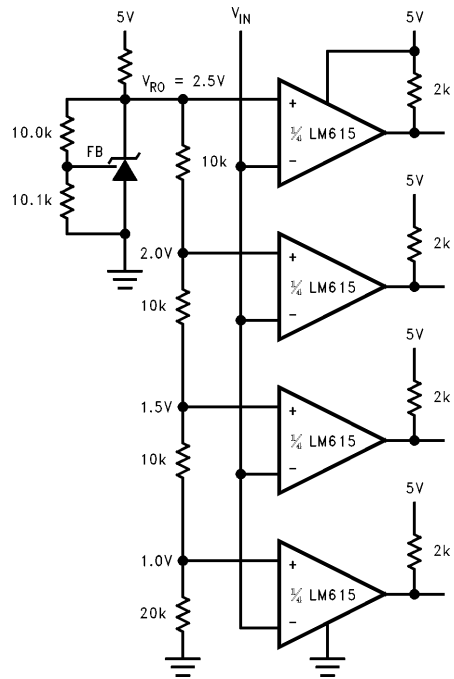 5V
V_IN
5V
V_RO = 2.5V
2k
10.0k
FB
10k
¼ LM615
10.1k
5V
2.0V
2k
¼ LM615
10k
5V
1.5V
2k
¼ LM615
10k
5V
1.0V
2k
¼ LM615
20k
+
−
+
−
+
−
+
−